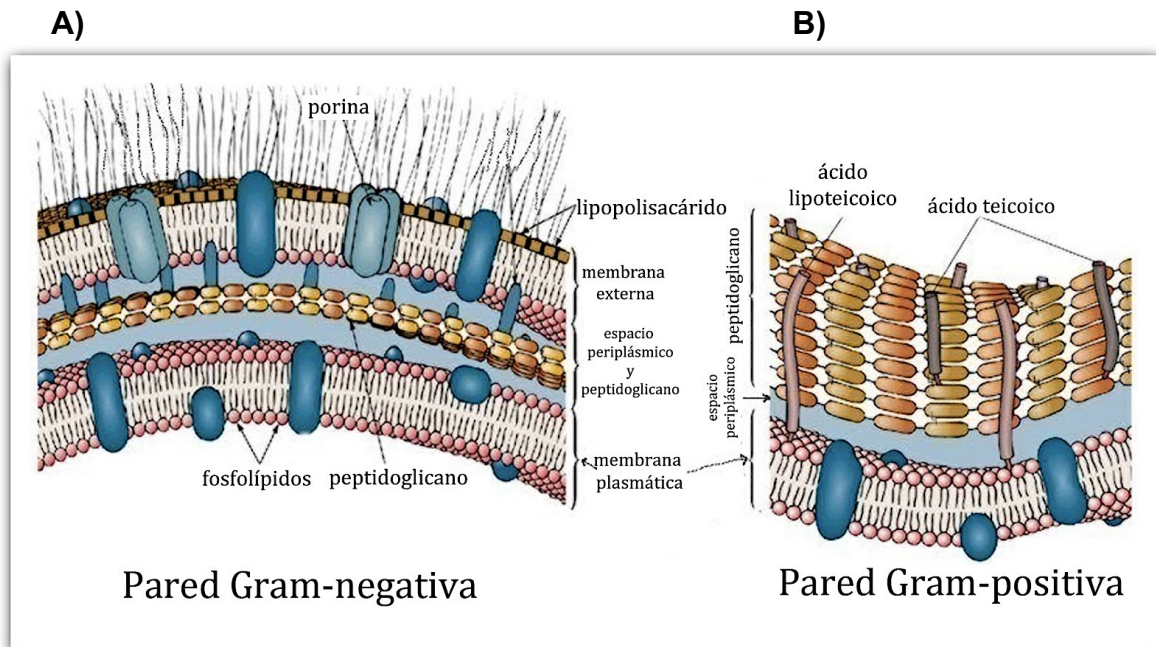 A)
B)
porina
lipopolisacárido
membrana
externa
espacio
periplásmico
y
peptidoglicano
fosfolípidos
peptidoglicano
membrana
plasmática
Pared Gram-negativa
ácido
lipoteicoico
ácido teicoico
peptidoglicano
espacio
periplásmico
Pared Gram-positiva